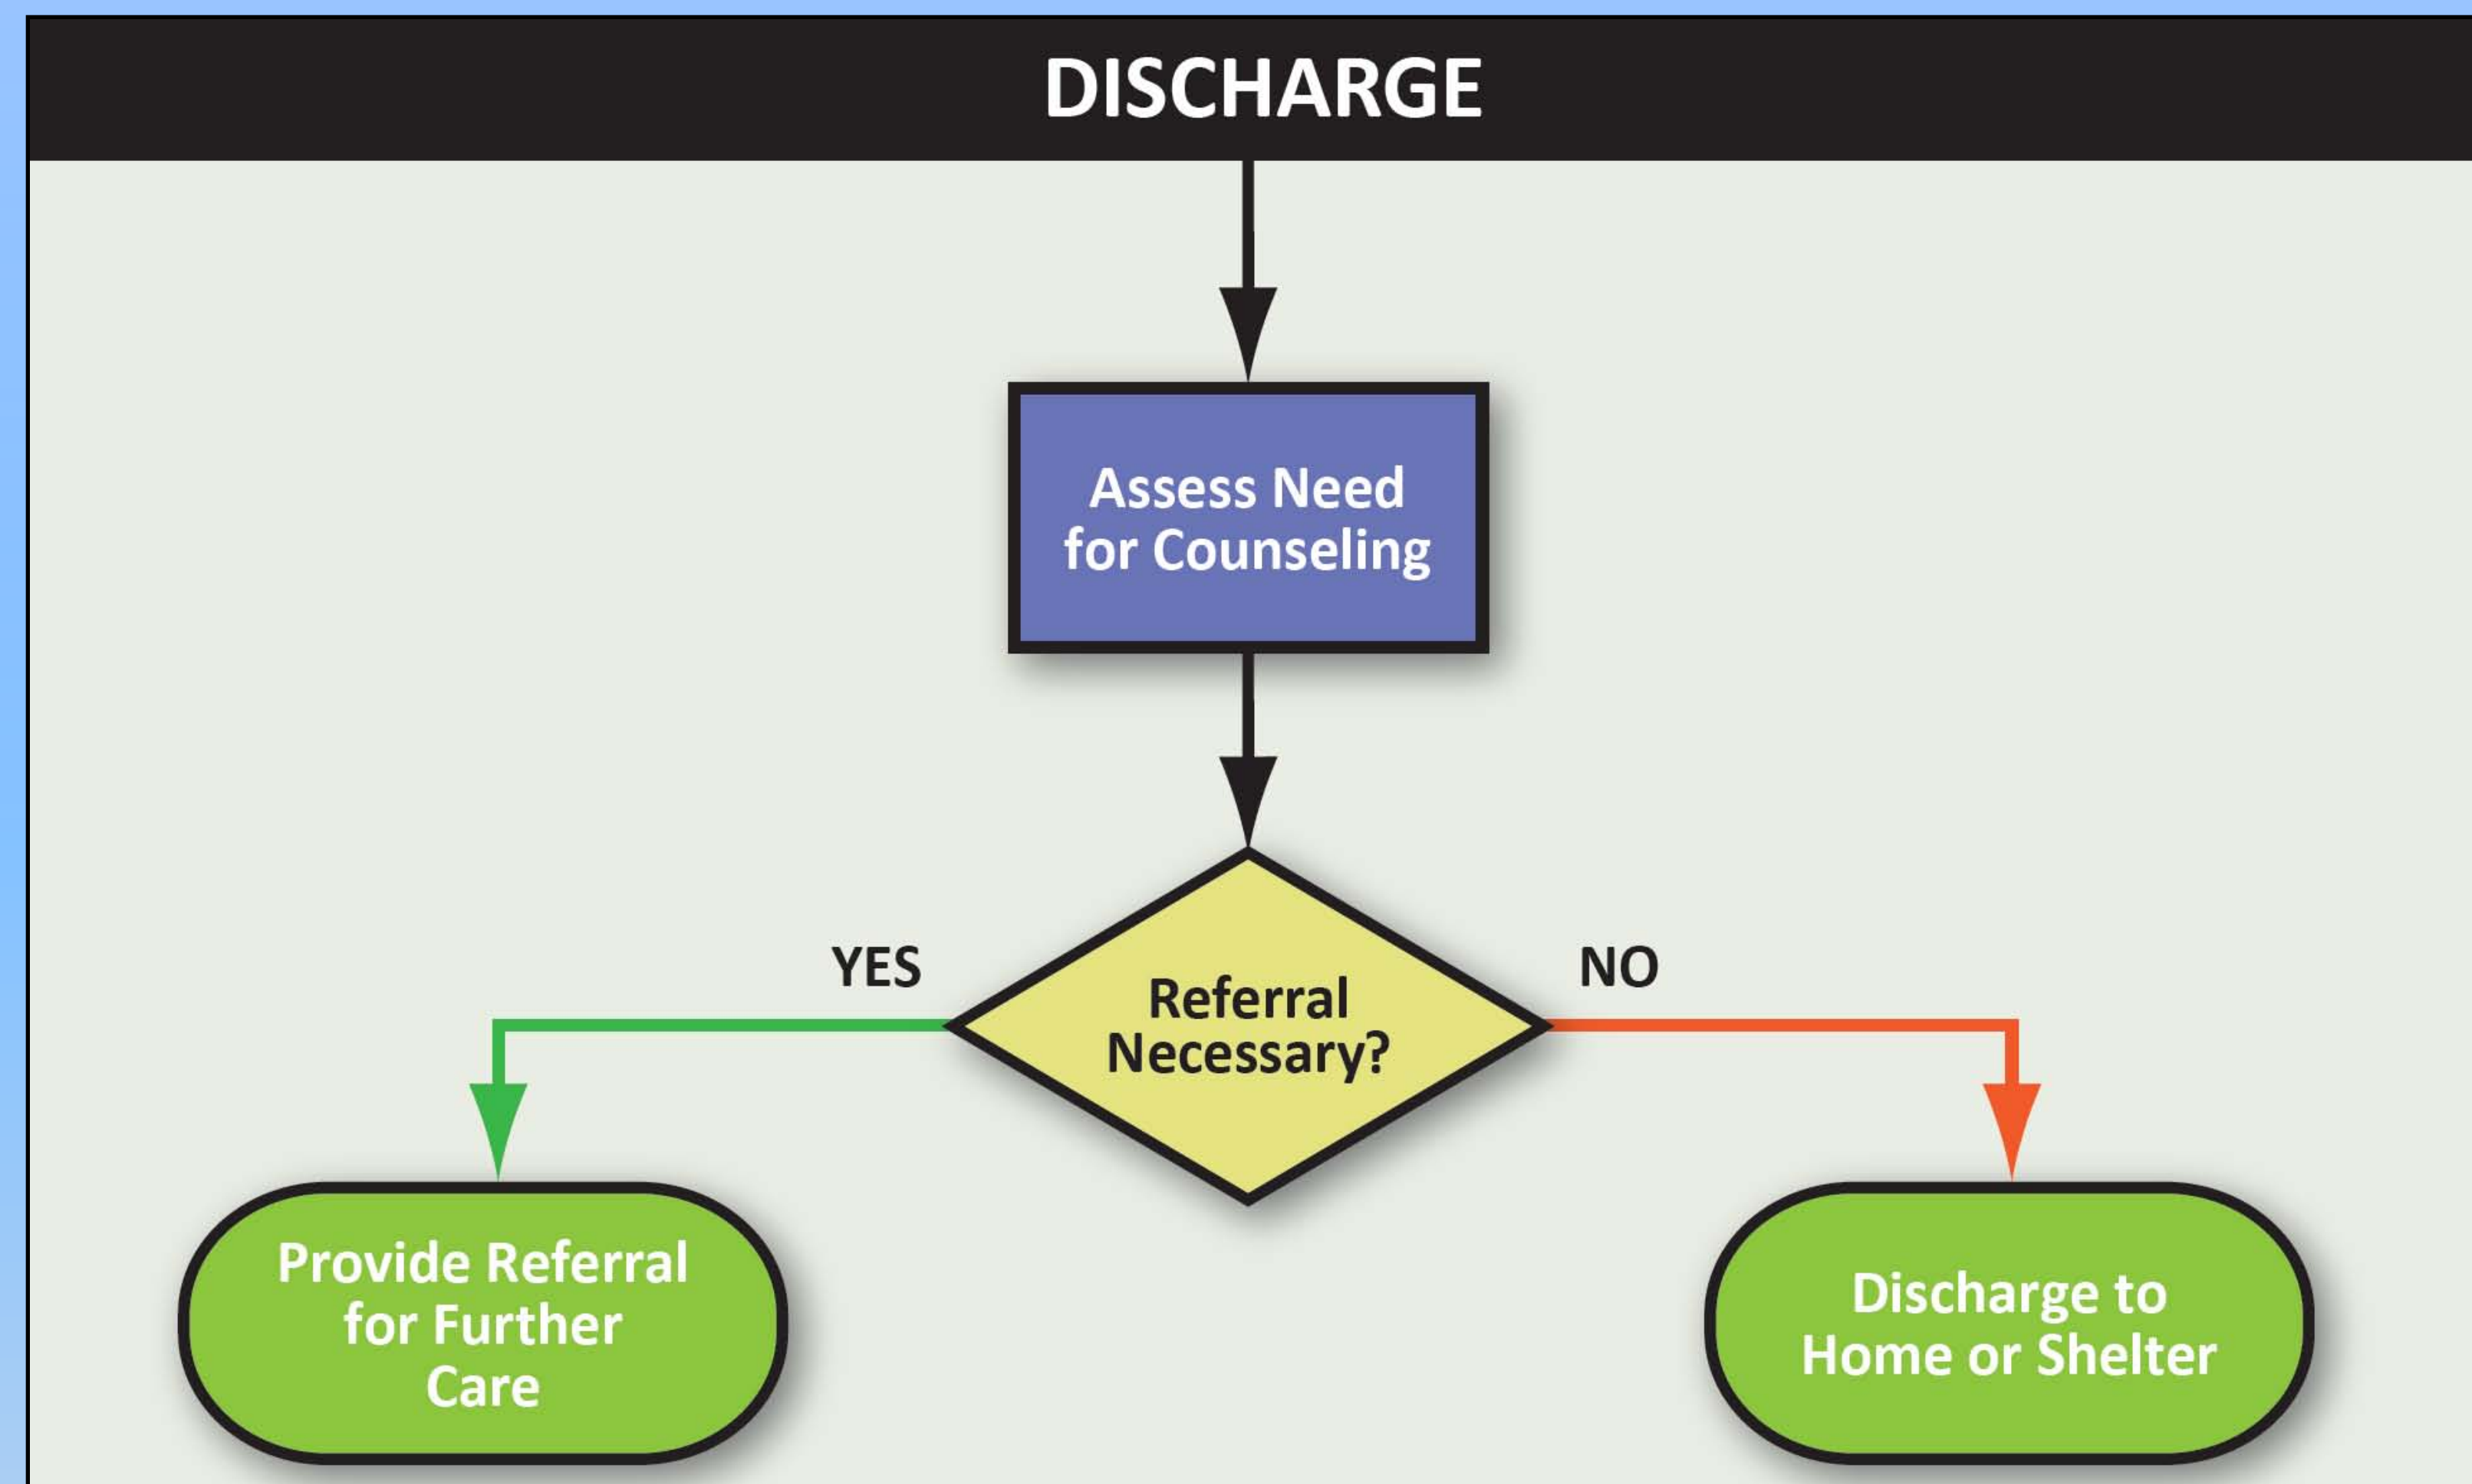 DISCHARGE
Assess Need
for Counseling
YES
NO
Referral
Necessary?
Provide Referral
for Further
Care
Discharge to
Home or Shelter